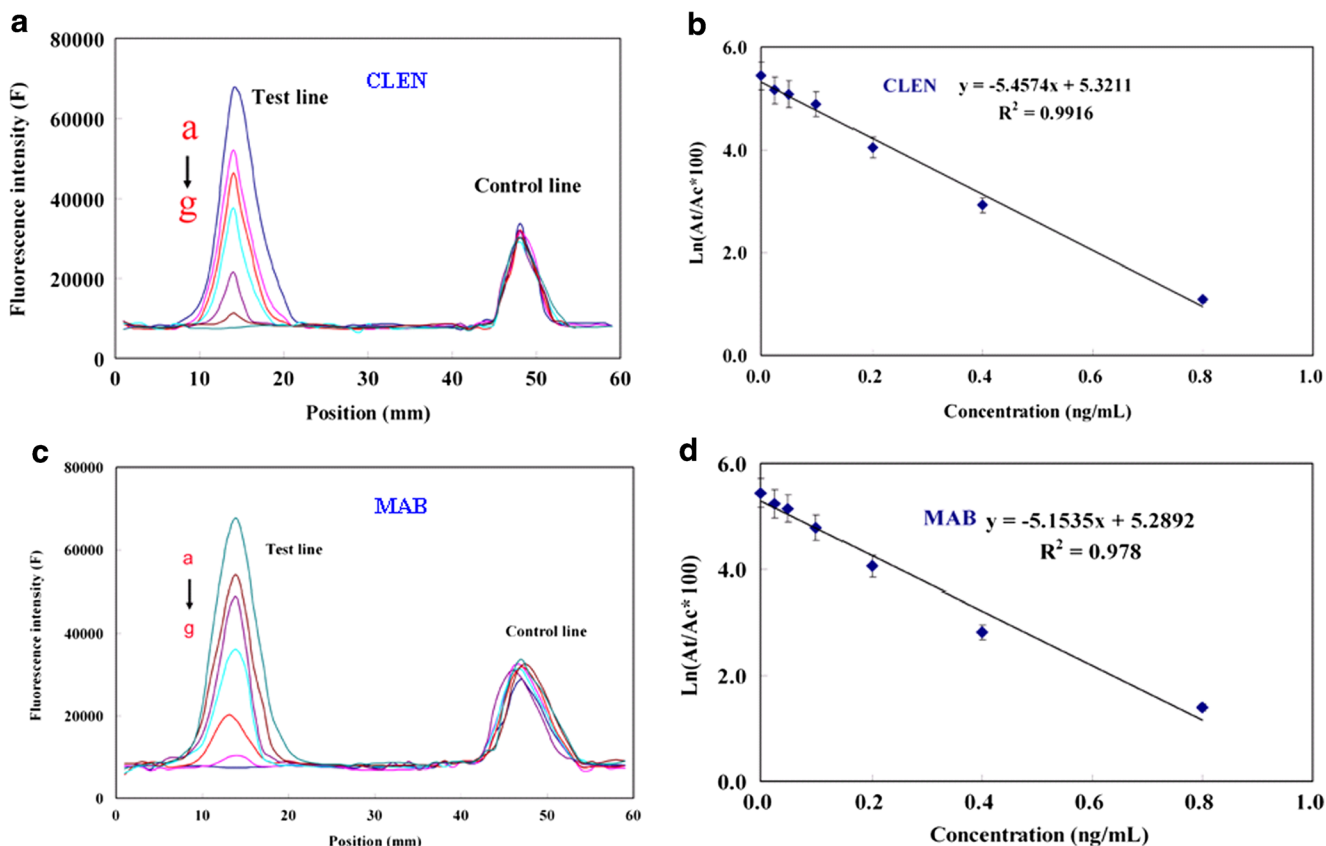 a
80000
60000
40000
20000
0
Fluorescence intensity (F)
CLEN
Test line
a
g
Control line
0 10 20 30 40 50 60
Position (mm)
b
6.0
4.0
2.0
0.0
Ln(At/Ac*100)
CLEN y = -5.4574x + 5.3211
R² = 0.9916
0.0 0.2 0.4 0.6 0.8 1.0
Concentration (ng/mL)
c
80000
60000
40000
20000
0
Fluorescence intensity (F)
MAB
Test line
a
g
Control line
0 10 20 30 40 50 60
Position (mm)
d
6.0
4.0
2.0
0.0
Ln(At/Ac*100)
MAB y = -5.1535x + 5.2892
R² = 0.978
0.0 0.2 0.4 0.6 0.8 1.0
Concentration (ng/mL)